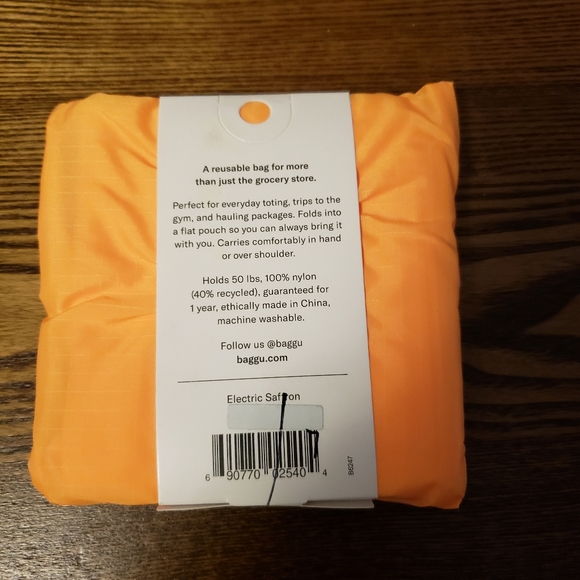 A reusable bag for more
than just the grocery store.
Perfect for everyday toting, trips to the
gym, and hauling packages. Folds into
a flat pouch so you can always bring it
with you. Carries comfortably in hand
or over shoulder.
Holds 50 lbs, 100% nylon
(40% recycled), guaranteed for
1 year, ethically made in China,
machine washable.
Follow us @baggu
baggu.com
Electric Saffron
6 90770 02540 4
B6247